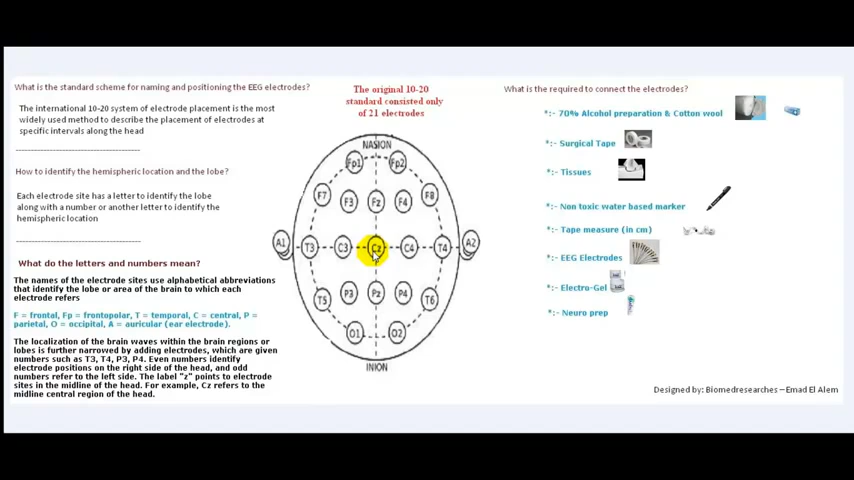 What is the standard scheme for naming and positioning the EEG electrodes?
The international 10-20 system of electrode placement is the most
widely used method to describe the placement of electrodes at
specific intervals along the head
How to identify the hemispheric location and the lobe?
Each electrode site has a letter to identify the lobe
along with a number or another letter to identify the
hemispheric location
What do the letters and numbers mean?
The names of the electrode sites use alphabetical abbreviations
that identify the lobe or area of the brain to which each
electrode refers
F = frontal, Fp = frontopolar, T = temporal, C = central, P =
parietal, O = occipital, A = auricular (ear electrode).
The localization of the brain waves within the brain regions or
lobes is further narrowed by adding electrodes, which are given
numbers such as T3, T4, P3, P4. Even numbers identify
electrode positions on the right side of the head, and odd
numbers refer to the left side. The label "z" points to electrode
sites in the midline of the head. For example, Cz refers to the
midline central region of the head.
The original 10-20
standard consisted only
of 21 electrodes
NASION
Fp1 Fp2
F7 F3 Fz F4 F8
A1 T3 C3 Cz C4 T4 A2
T5 P3 Pz P4 T6
O1 O2
INION
What is the required to connect the electrodes?
*:- 70% Alcohol preparation & Cotton wool
*:- Surgical Tape
*:- Tissues
*:- Non toxic water based marker
*:- Tape measure (in cm)
*:- EEG Electrodes
*:- Electro-Gel
*:- Neuro prep
Designed by: Biomedresearches – Emad El Alem